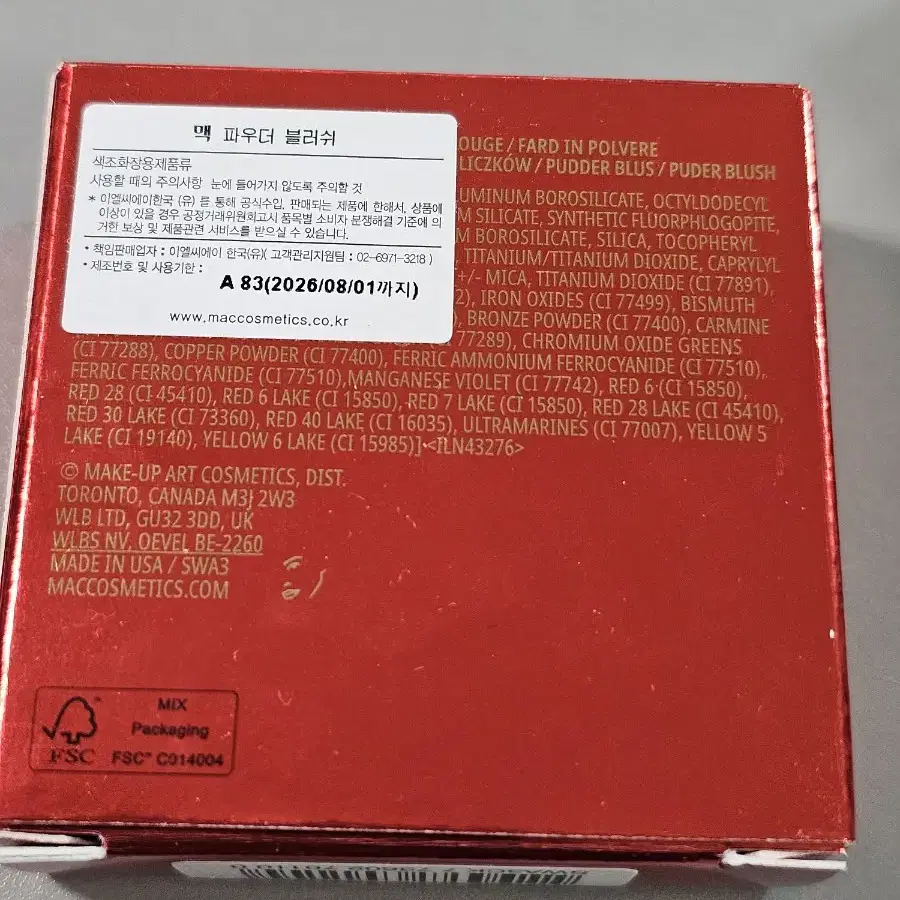 맥 파우더 블러쉬
색조화장용제품류
사용할 때의 주의사항 눈에 들어가지 않도록 주의할 것
* 이엘씨에이한국 (유) 를 통해 공식수입, 판매되는 제품에 한해서, 상품에
이상이 있을 경우 공정거래위원회고시 품목별 소비자 분쟁해결 기준에 의
거한 보상 및 제품관련 서비스를 받으실 수 있습니다.
• 책임판매업자 : 이엘씨에이 한국(유)( 고객관리지원팀 : 02-6971-3218 )
• 제조번호 및 사용기한 :
A 83(2026/08/01까지)
www.maccosmetics.co.kr
OUGE / FARD IN POLVERE
LICZKÓW / PUDDER BLUS / PUDER BLUSH
UMINUM BOROSILICATE, OCTYLDODECYL
M SILICATE, SYNTHETIC FLUORPHLOGOPITE,
M BOROSILICATE, SILICA, TOCOPHERYL
TITANIUM/TITANIUM DIOXIDE, CAPRYLYL
+/- MICA, TITANIUM DIOXIDE (CI 77891),
2), IRON OXIDES (CI 77499), BISMUTH
), BRONZE POWDER (CI 77400), CARMINE
77289), CHROMIUM OXIDE GREENS
(CI 77288), COPPER POWDER (CI 77400), FERRIC AMMONIUM FERROCYANIDE (CI 77510),
FERRIC FERROCYANIDE (CI 77510),MANGANESE VIOLET (CI 77742), RED 6 (CI 15850),
RED 28 (CI 45410), RED 6 LAKE (CI 15850), RED 7 LAKE (CI 15850), RED 28 LAKE (CI 45410),
RED 30 LAKE (CI 73360), RED 40 LAKE (CI 16035), ULTRAMARINES (CI 77007), YELLOW 5
LAKE (CI 19140), YELLOW 6 LAKE (CI 15985)] <ILN43276>
© MAKE-UP ART COSMETICS, DIST.
TORONTO, CANADA M3J 2W3
WLB LTD, GU32 3DD, UK
WLBS NV. OEVEL BE-2260
MADE IN USA / SWA3
MACCOSMETICS.COM
MIX
Packaging
FSC FSC™ C014004